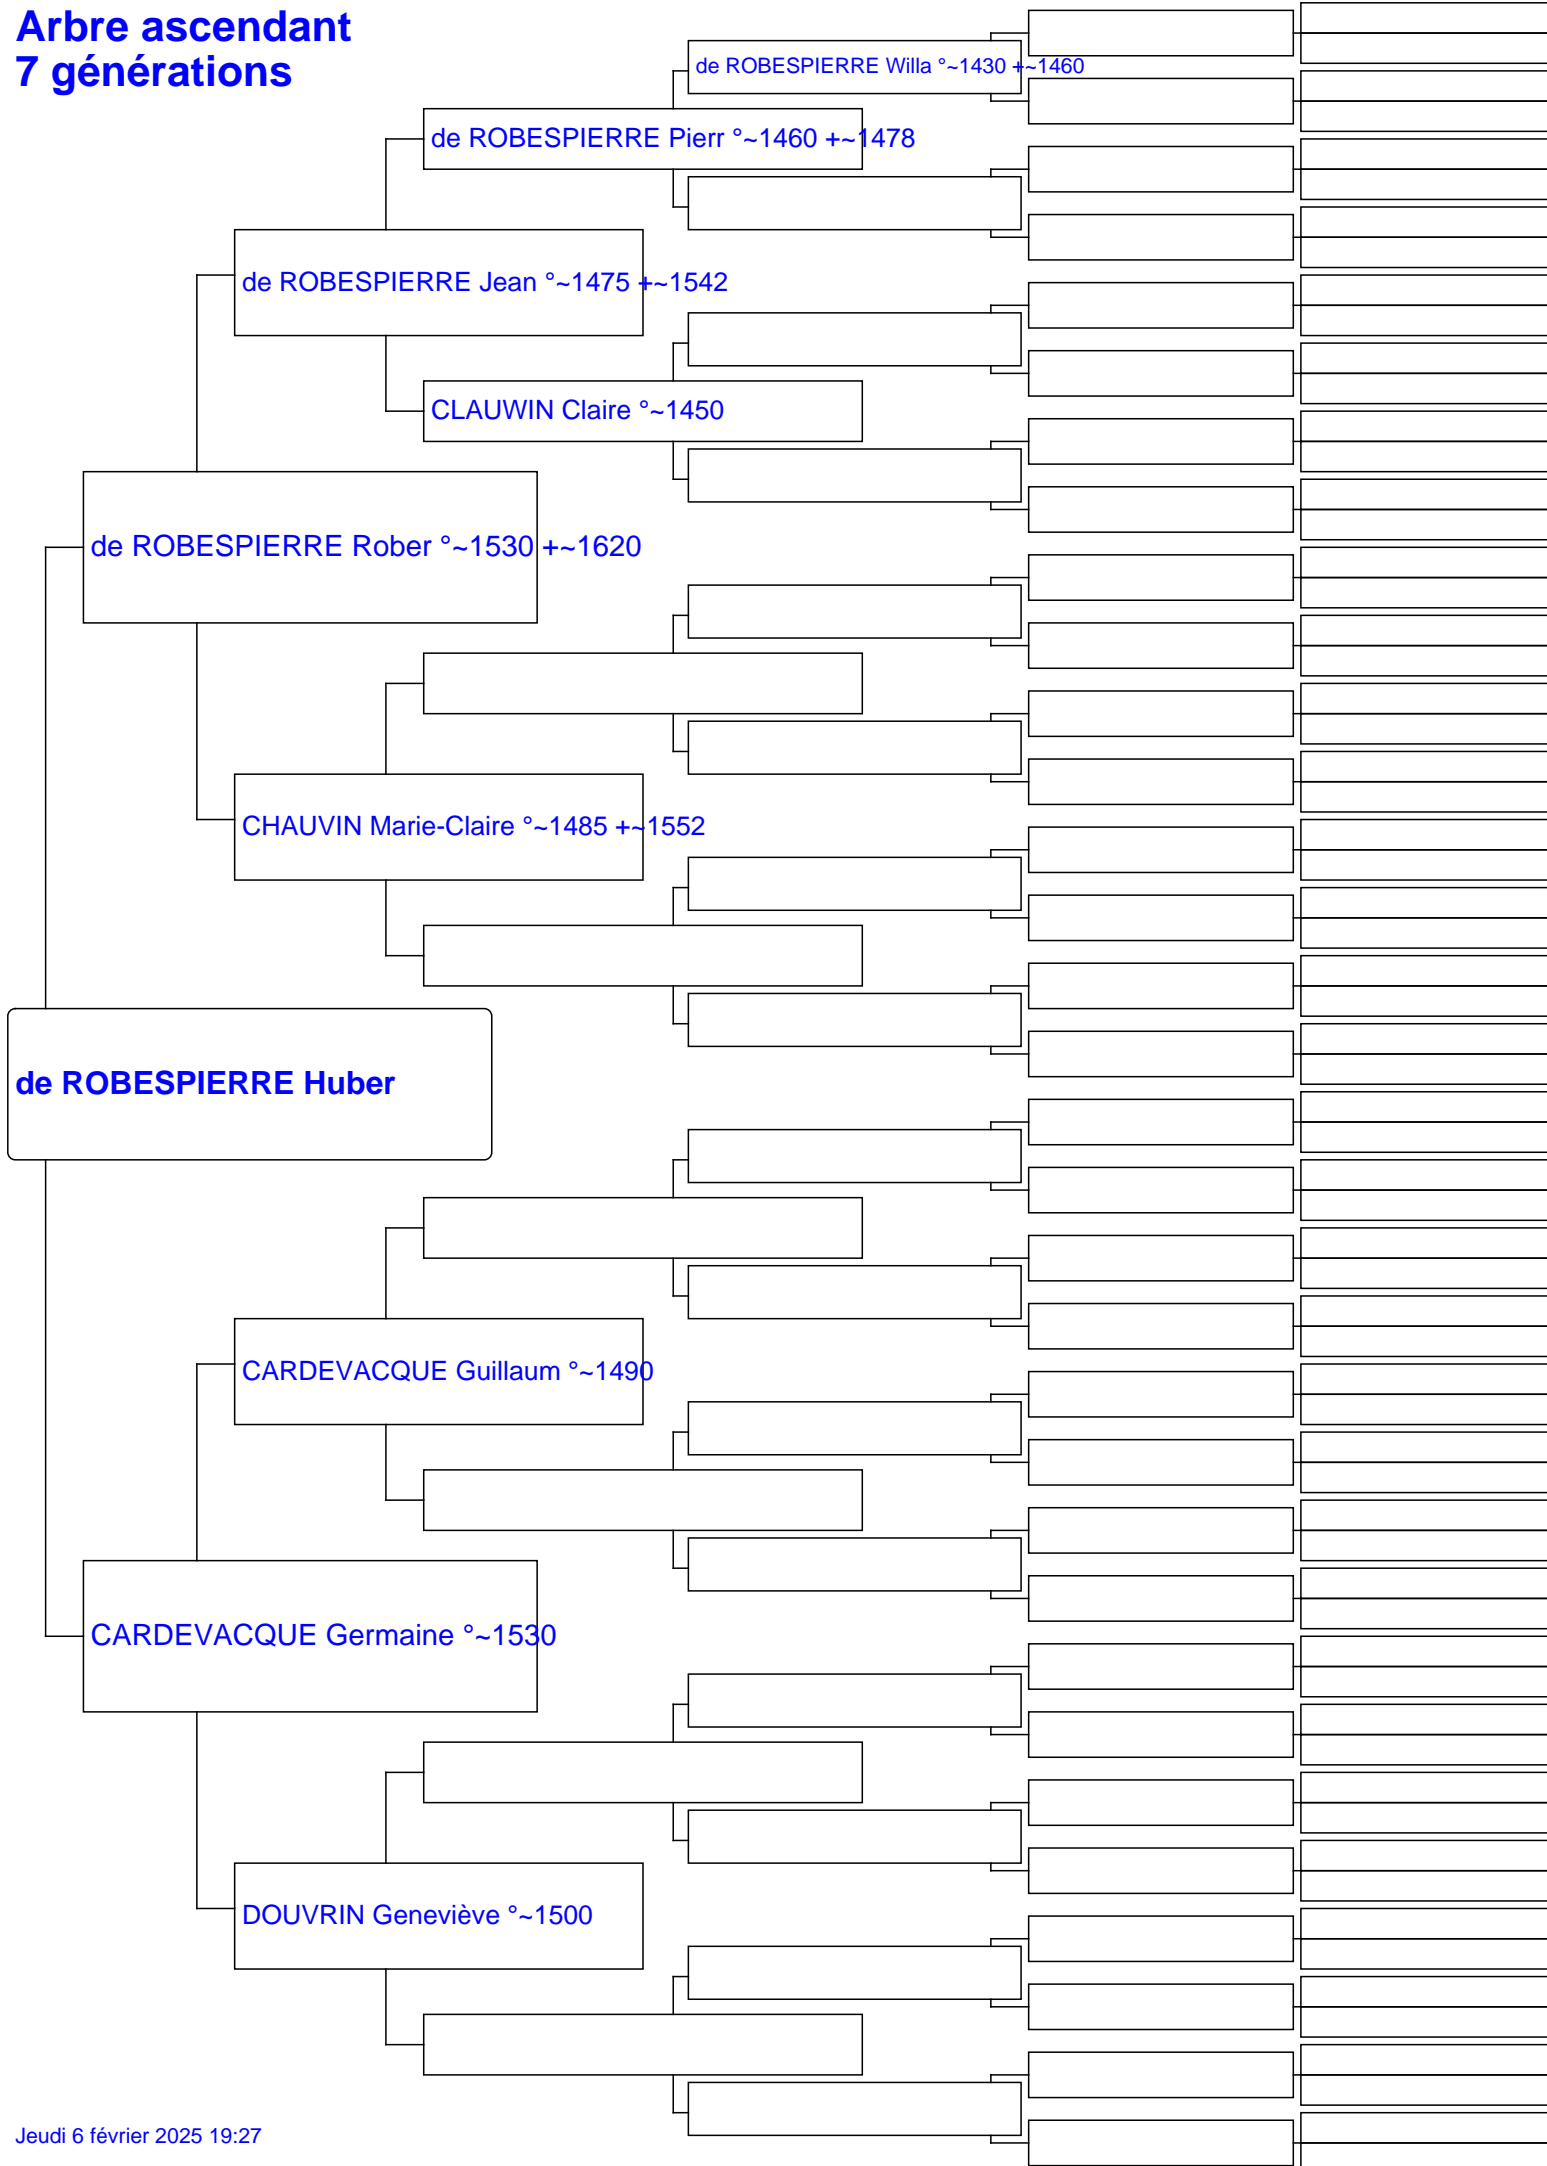 Arbre ascendant
7 générations
de ROBESPIERRE Willa °~1430 +~1460
de ROBESPIERRE Pierr °~1460 +~1478
de ROBESPIERRE Jean °~1475 +~1542
CLAUWIN Claire °~1450
de ROBESPIERRE Rober °~1530 +~1620
CHAUVIN Marie-Claire °~1485 +~1552
de ROBESPIERRE Huber
CARDEVACQUE Guillaum °~1490
CARDEVACQUE Germaine °~1530
DOUVRIN Geneviève °~1500
Jeudi 6 février 2025 19:27